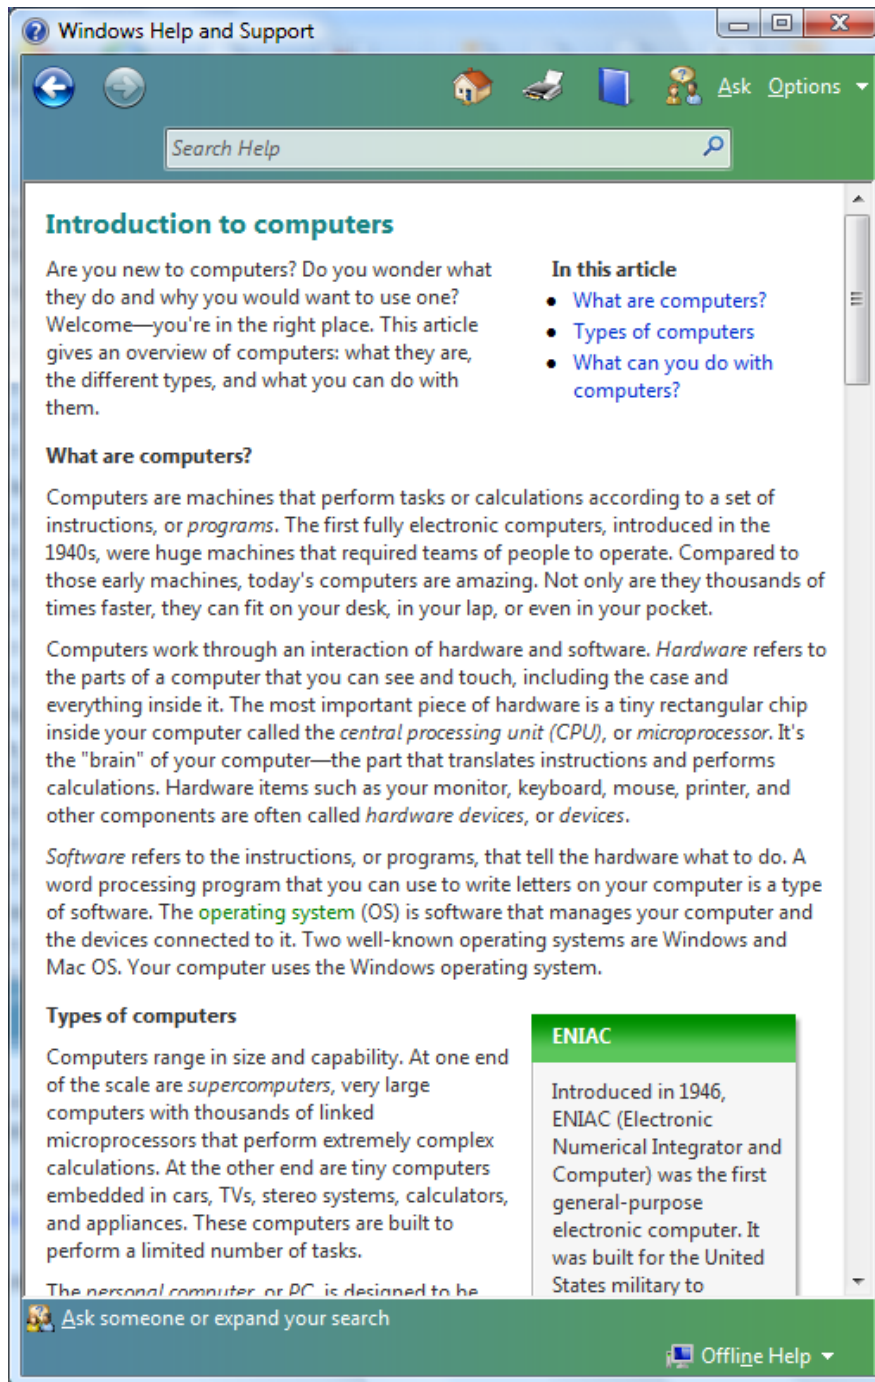 Windows Help and Support
Ask Options
Search Help
Introduction to computers
Are you new to computers? Do you wonder what
they do and why you would want to use one?
Welcome—you're in the right place. This article
gives an overview of computers: what they are,
the different types, and what you can do with
them.
In this article
• What are computers?
• Types of computers
• What can you do with
computers?
What are computers?
Computers are machines that perform tasks or calculations according to a set of
instructions, or programs. The first fully electronic computers, introduced in the
1940s, were huge machines that required teams of people to operate. Compared to
those early machines, today's computers are amazing. Not only are they thousands of
times faster, they can fit on your desk, in your lap, or even in your pocket.
Computers work through an interaction of hardware and software. Hardware refers to
the parts of a computer that you can see and touch, including the case and
everything inside it. The most important piece of hardware is a tiny rectangular chip
inside your computer called the central processing unit (CPU), or microprocessor. It's
the "brain" of your computer—the part that translates instructions and performs
calculations. Hardware items such as your monitor, keyboard, mouse, printer, and
other components are often called hardware devices, or devices.
Software refers to the instructions, or programs, that tell the hardware what to do. A
word processing program that you can use to write letters on your computer is a type
of software. The operating system (OS) is software that manages your computer and
the devices connected to it. Two well-known operating systems are Windows and
Mac OS. Your computer uses the Windows operating system.
Types of computers
Computers range in size and capability. At one end
of the scale are supercomputers, very large
computers with thousands of linked
microprocessors that perform extremely complex
calculations. At the other end are tiny computers
embedded in cars, TVs, stereo systems, calculators,
and appliances. These computers are built to
perform a limited number of tasks.
The personal computer, or PC, is designed to be
ENIAC
Introduced in 1946,
ENIAC (Electronic
Numerical Integrator and
Computer) was the first
general-purpose
electronic computer. It
was built for the United
States military to
Ask someone or expand your search
Offline Help